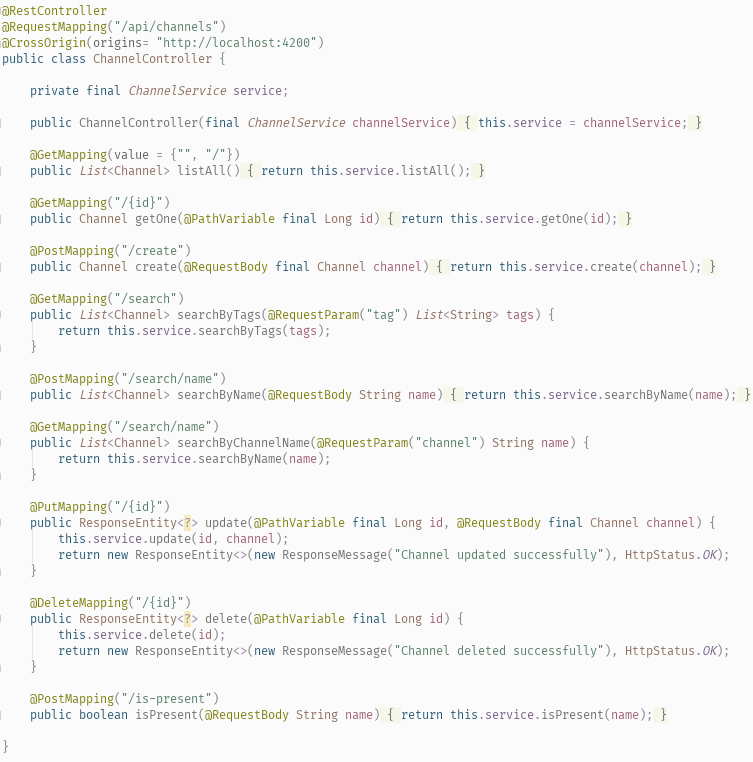 @RestController
@RequestMapping("/api/channels")
@CrossOrigin(origins= "http://localhost:4200")
public class ChannelController {
private final ChannelService service;
public ChannelController(final ChannelService channelService) { this.service = channelService; }
@GetMapping(value = {"", "/"})
public List<Channel> listAll() { return this.service.listAll(); }
@GetMapping("/{id}")
public Channel getOne(@PathVariable final Long id) { return this.service.getOne(id); }
@PostMapping("/create")
public Channel create(@RequestBody final Channel channel) { return this.service.create(channel); }
@GetMapping("/search")
public List<Channel> searchByTags(@RequestParam("tag") List<String> tags) {
return this.service.searchByTags(tags);
}
@PostMapping("/search/name")
public List<Channel> searchByName(@RequestBody String name) { return this.service.searchByName(name); }
@GetMapping("/search/name")
public List<Channel> searchByChannelName(@RequestParam("channel") String name) {
return this.service.searchByName(name);
}
@PutMapping("/{id}")
public ResponseEntity<?> update(@PathVariable final Long id, @RequestBody final Channel channel) {
this.service.update(id, channel);
return new ResponseEntity<>(new ResponseMessage("Channel updated successfully"), HttpStatus.OK);
}
@DeleteMapping("/{id}")
public ResponseEntity<?> delete(@PathVariable final Long id) {
this.service.delete(id);
return new ResponseEntity<>(new ResponseMessage("Channel deleted successfully"), HttpStatus.OK);
}
@PostMapping("/is-present")
public boolean isPresent(@RequestBody String name) { return this.service.isPresent(name); }
}